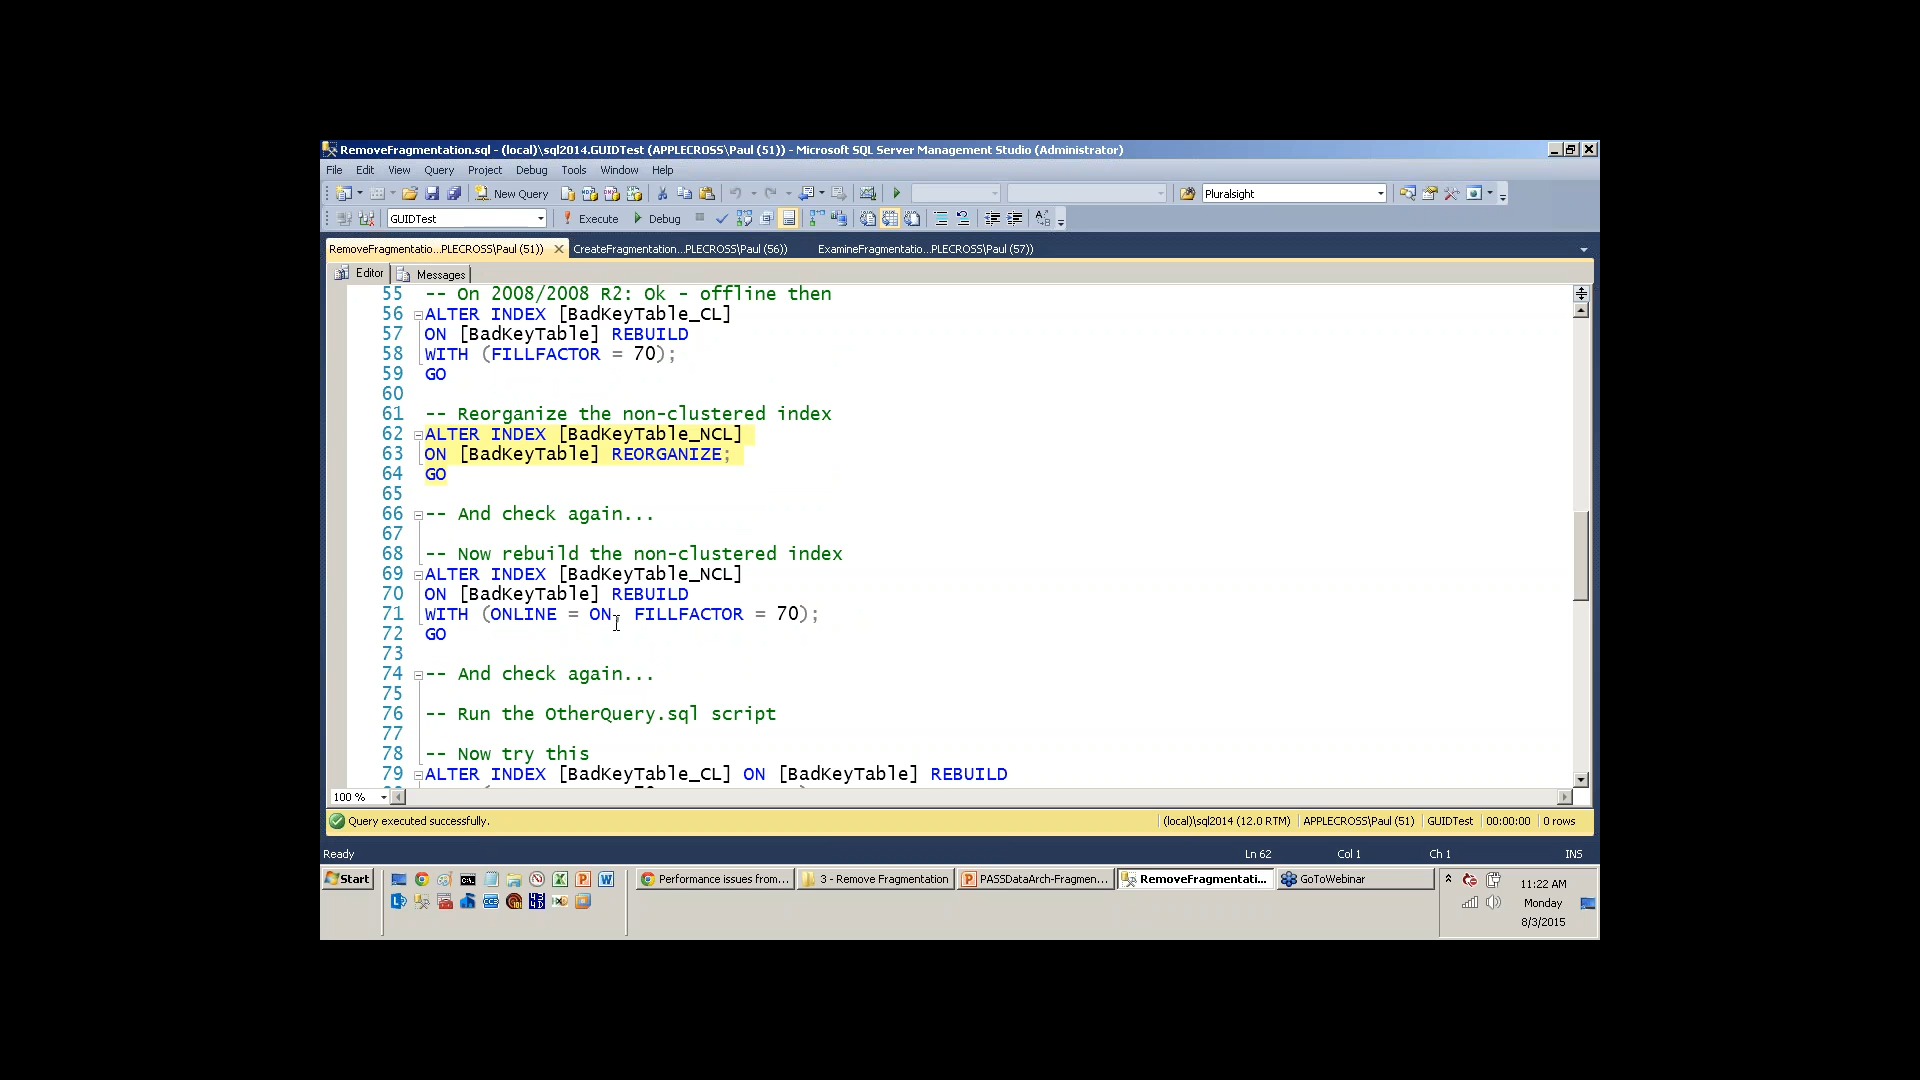 RemoveFragmentation.sql - (local)\sql2014.GUIDTest (APPLECROSS\Paul (51)) - Microsoft SQL Server Management Studio (Administrator)
File Edit View Query Project Debug Tools Window Help
New Query Pluralsight
GUIDTest Execute Debug
RemoveFragmentatio...PLECROSS\Paul (51)) CreateFragmentation...PLECROSS\Paul (56)) ExamineFragmentatio...PLECROSS\Paul (57))
Editor Messages
55 -- On 2008/2008 R2: Ok - offline then
56 ALTER INDEX [BadKeyTable_CL]
57 ON [BadKeyTable] REBUILD
58 WITH (FILLFACTOR = 70);
59 GO
60
61 -- Reorganize the non-clustered index
62 ALTER INDEX [BadKeyTable_NCL]
63 ON [BadKeyTable] REORGANIZE;
64 GO
65
66 -- And check again...
67
68 -- Now rebuild the non-clustered index
69 ALTER INDEX [BadKeyTable_NCL]
70 ON [BadKeyTable] REBUILD
71 WITH (ONLINE = ON, FILLFACTOR = 70);
72 GO
73
74 -- And check again...
75
76 -- Run the OtherQuery.sql script
77
78 -- Now try this
79 ALTER INDEX [BadKeyTable_CL] ON [BadKeyTable] REBUILD
100 %
Query executed successfully. (local)\sql2014 (12.0 RTM) APPLECROSS\Paul (51) GUIDTest 00:00:00 0 rows
Ready Ln 62 Col 1 Ch 1 INS
Start Performance issues from... 3 - Remove Fragmentation PASSDataArch-Fragmen... RemoveFragmentati... GoToWebinar
11:22 AM
Monday
8/3/2015